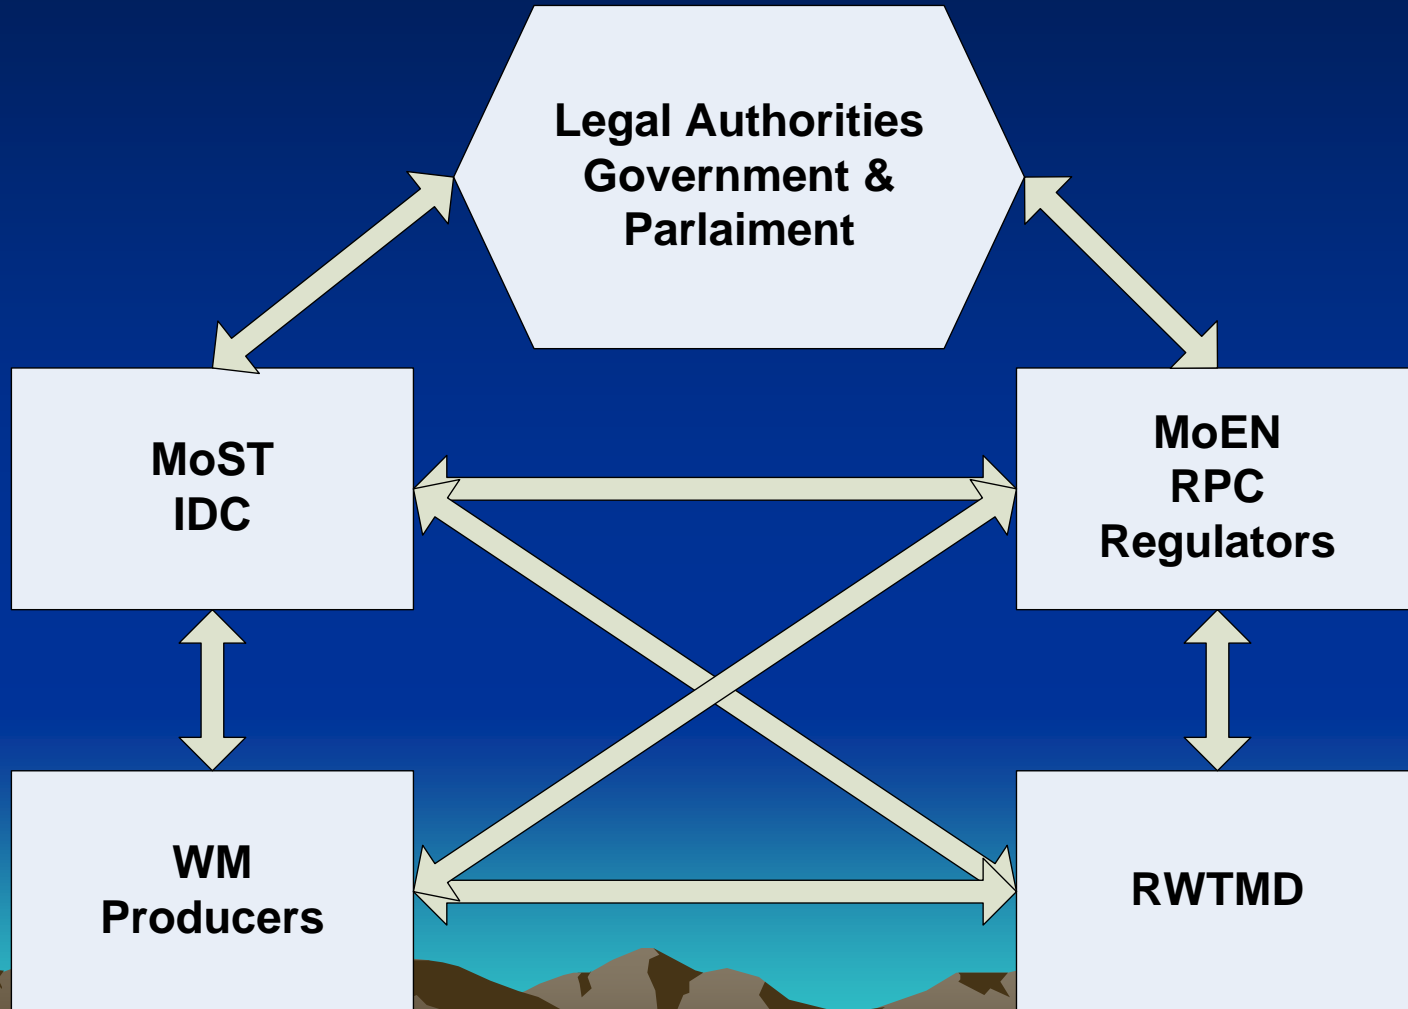 Legal Authorities
Government &
Parlaiment
MoST
IDC
MoEN
RPC
Regulators
WM
Producers
RWTMD